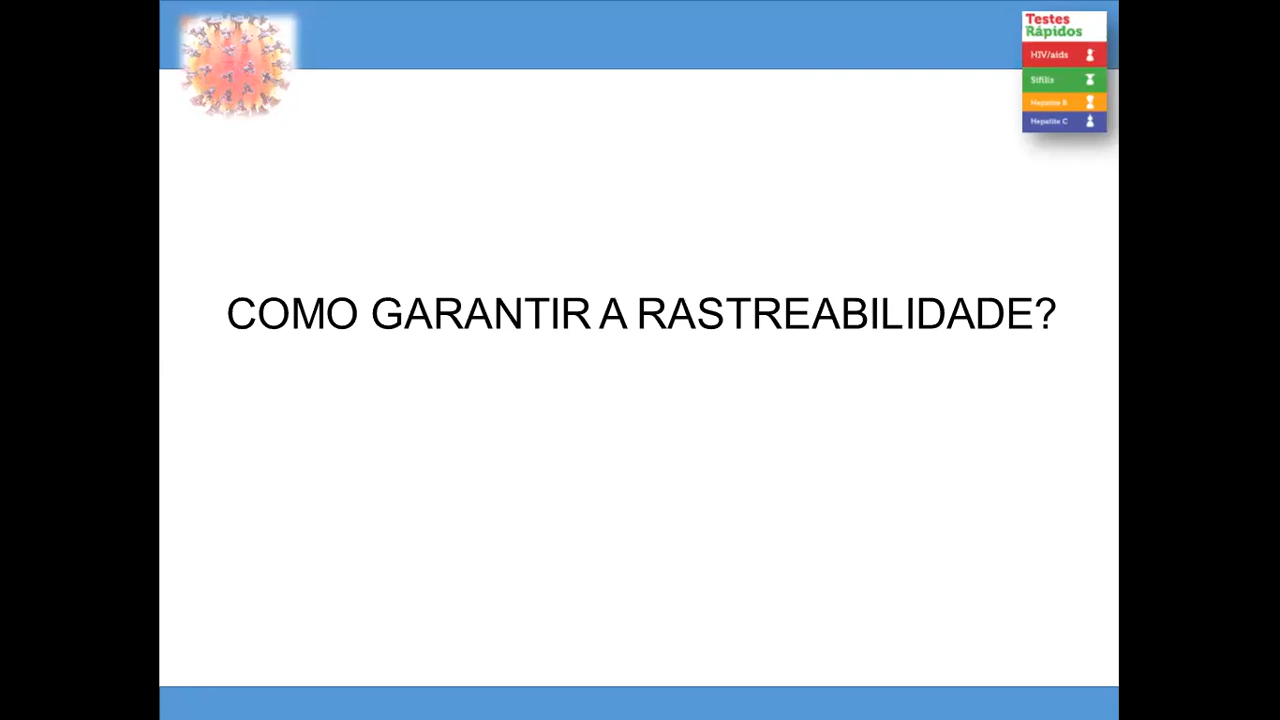 Testes
Rápidos
HIV/aids
Sífilis
Hepatite B
Hepatite C
COMO GARANTIR A RASTREABILIDADE?